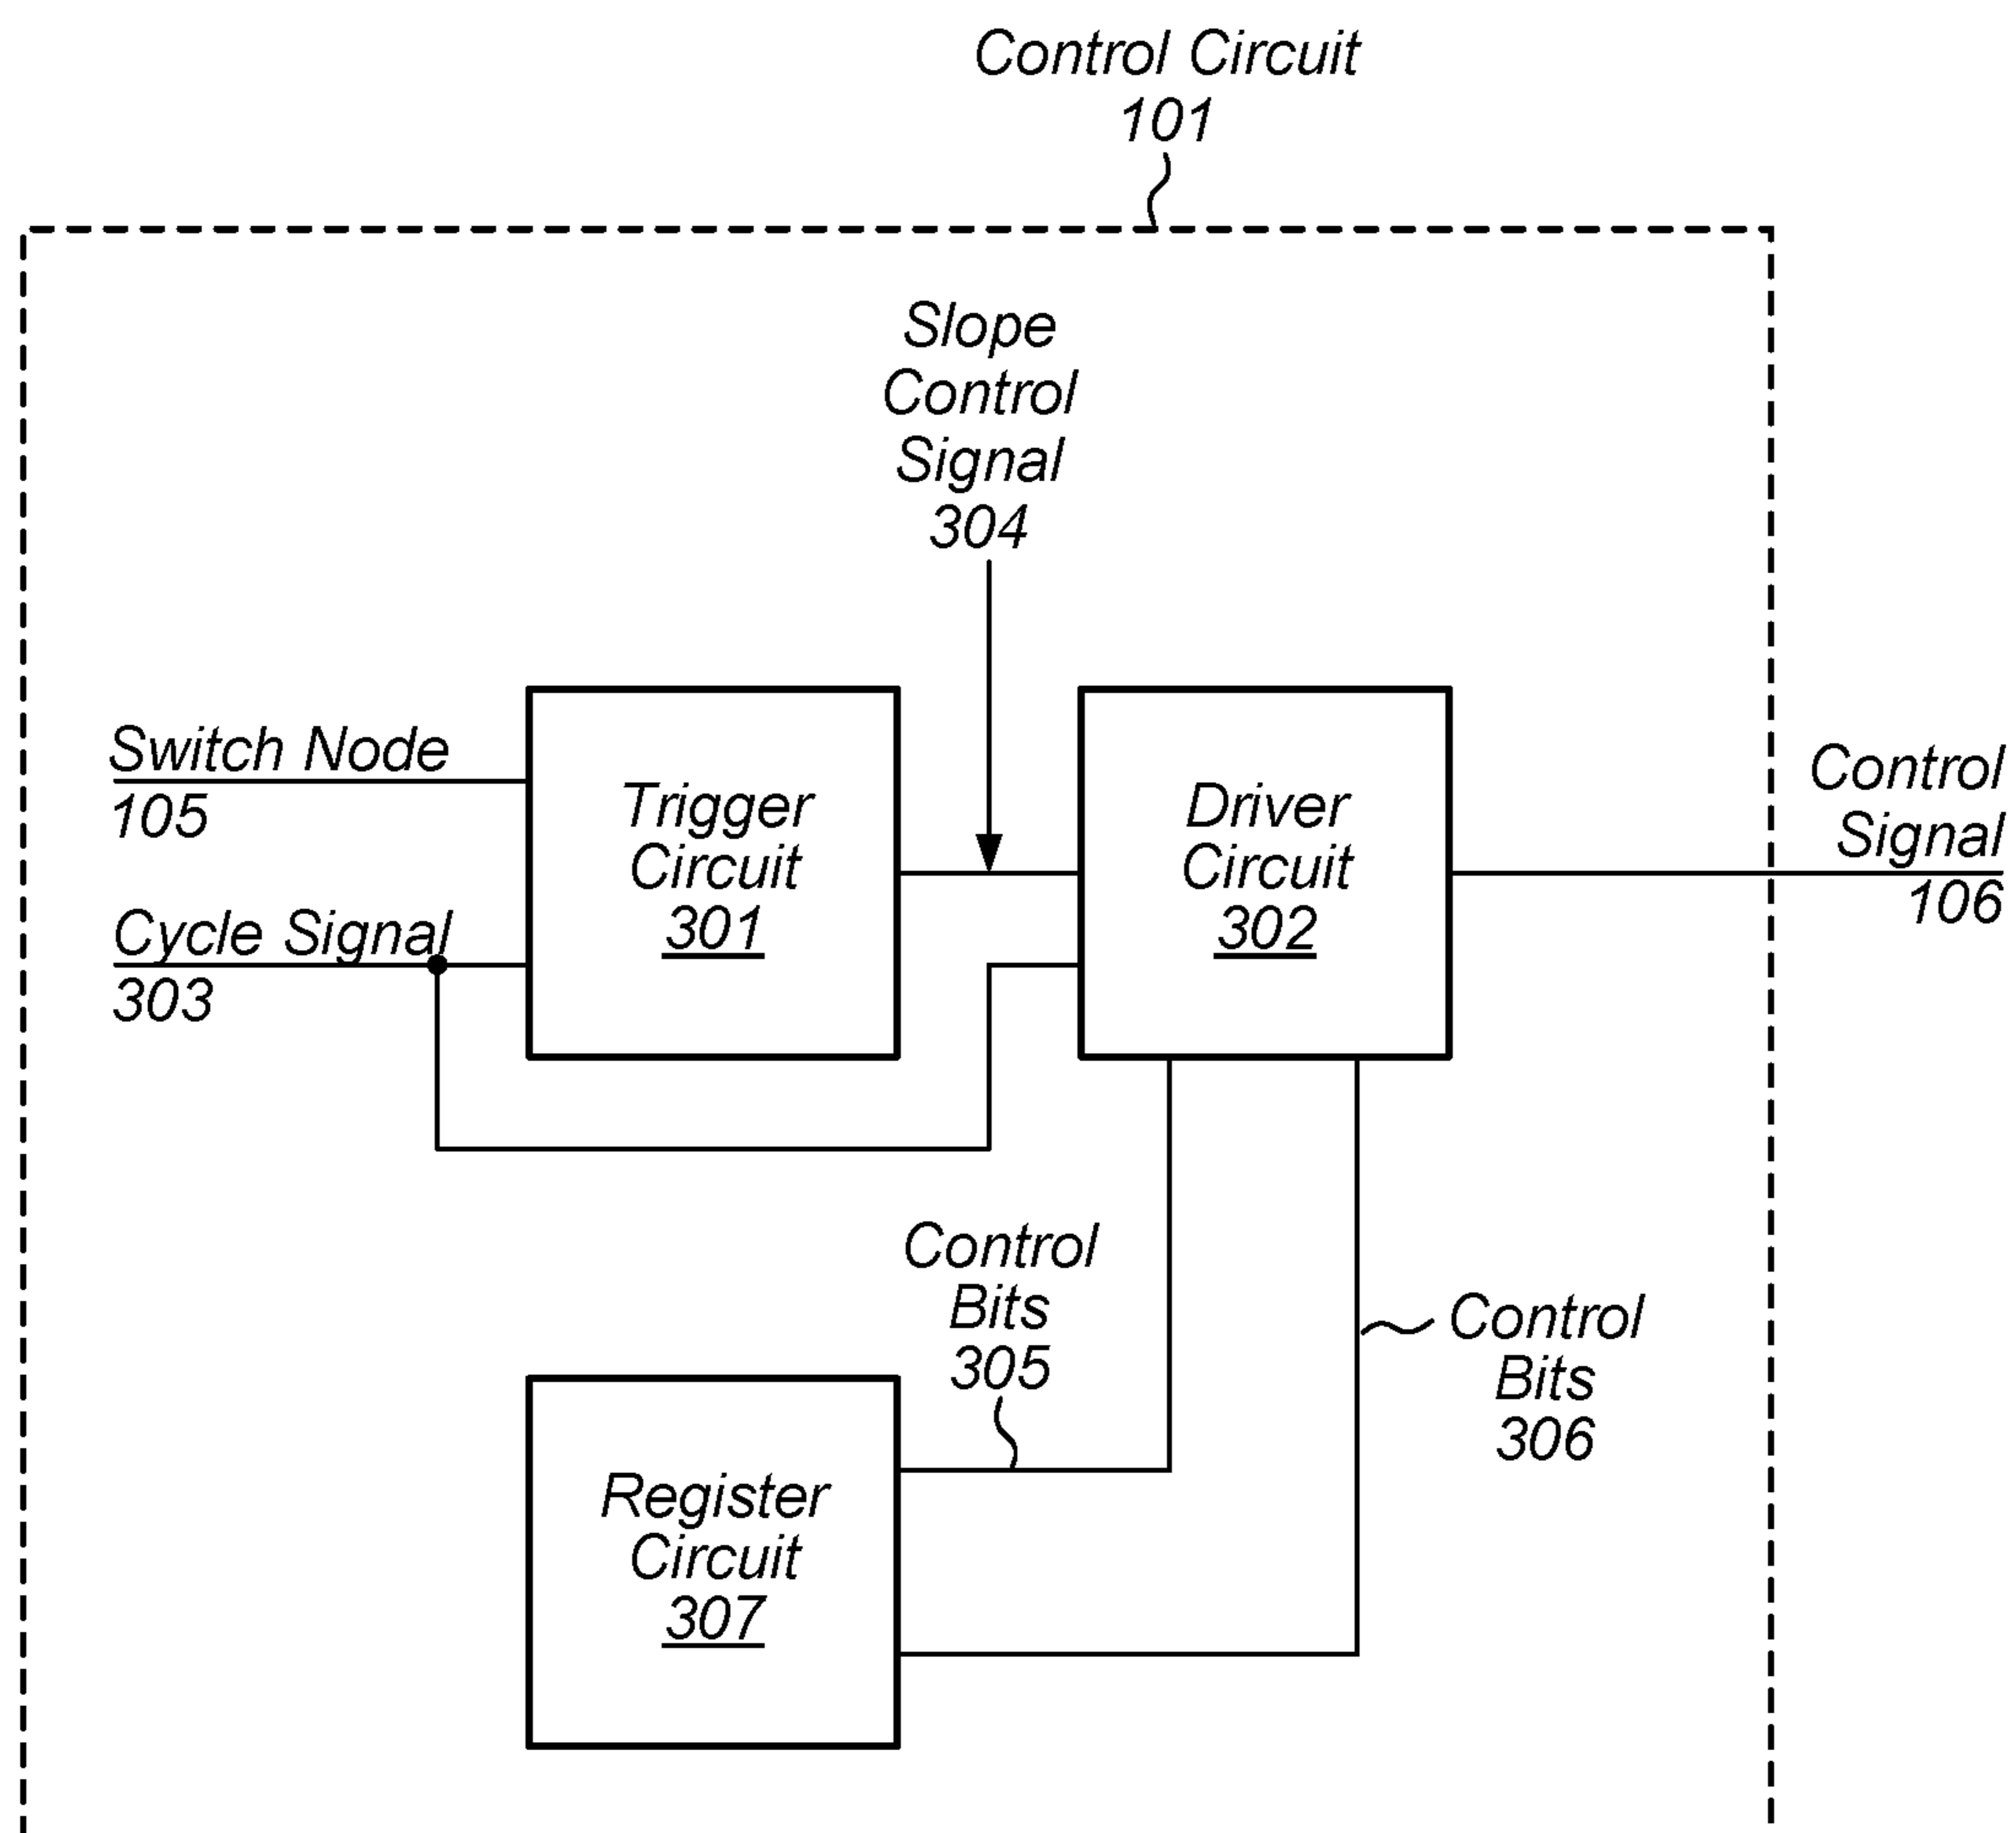 Control Circuit
101
Slope
Control
Signal
304
Switch Node
105
Trigger
Circuit
301
Driver
Circuit
302
Control
Signal
106
Cycle Signal
303
Control
Bits
305
Control
Bits
306
Register
Circuit
307